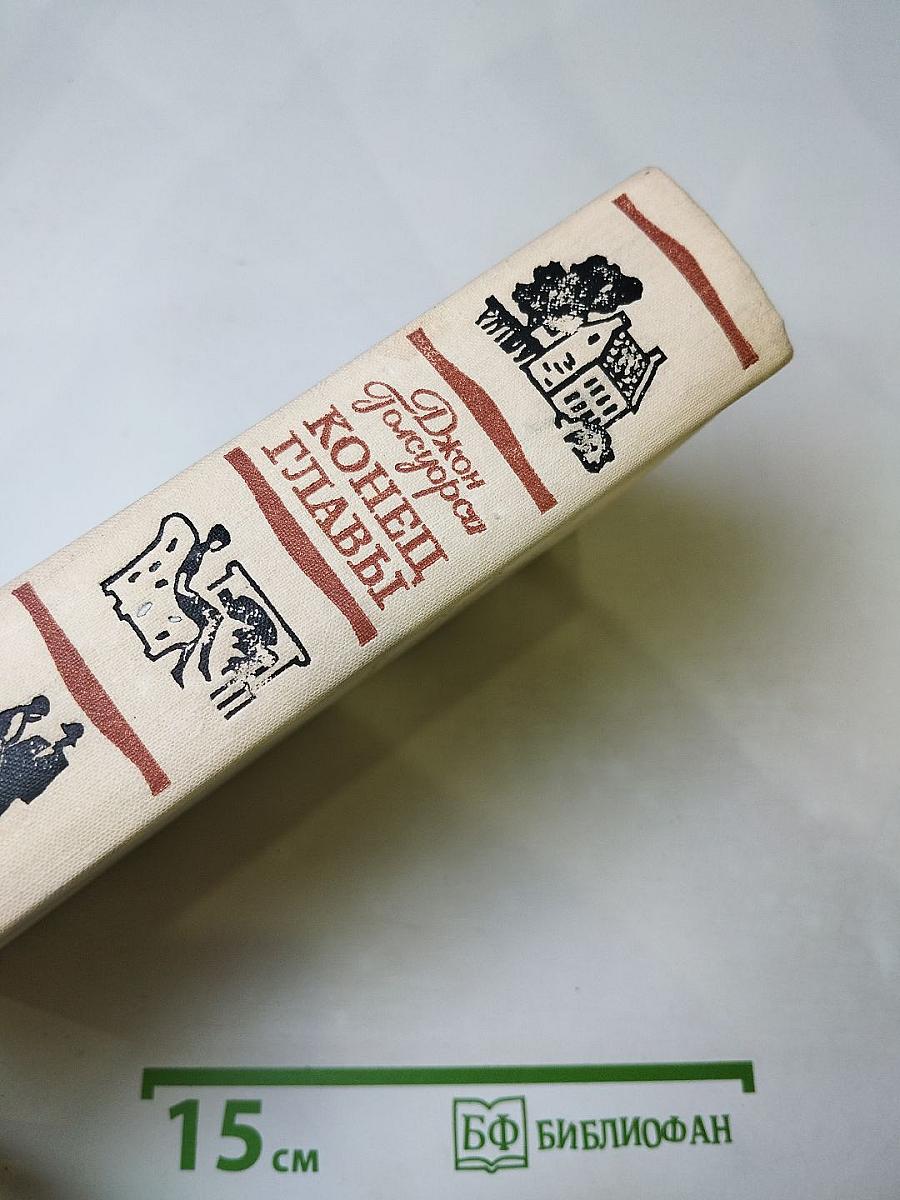 Джон
Голсуорси
КОНЕЦ
ГЛАВЫ
15 см
БФ БИБЛИОФАН